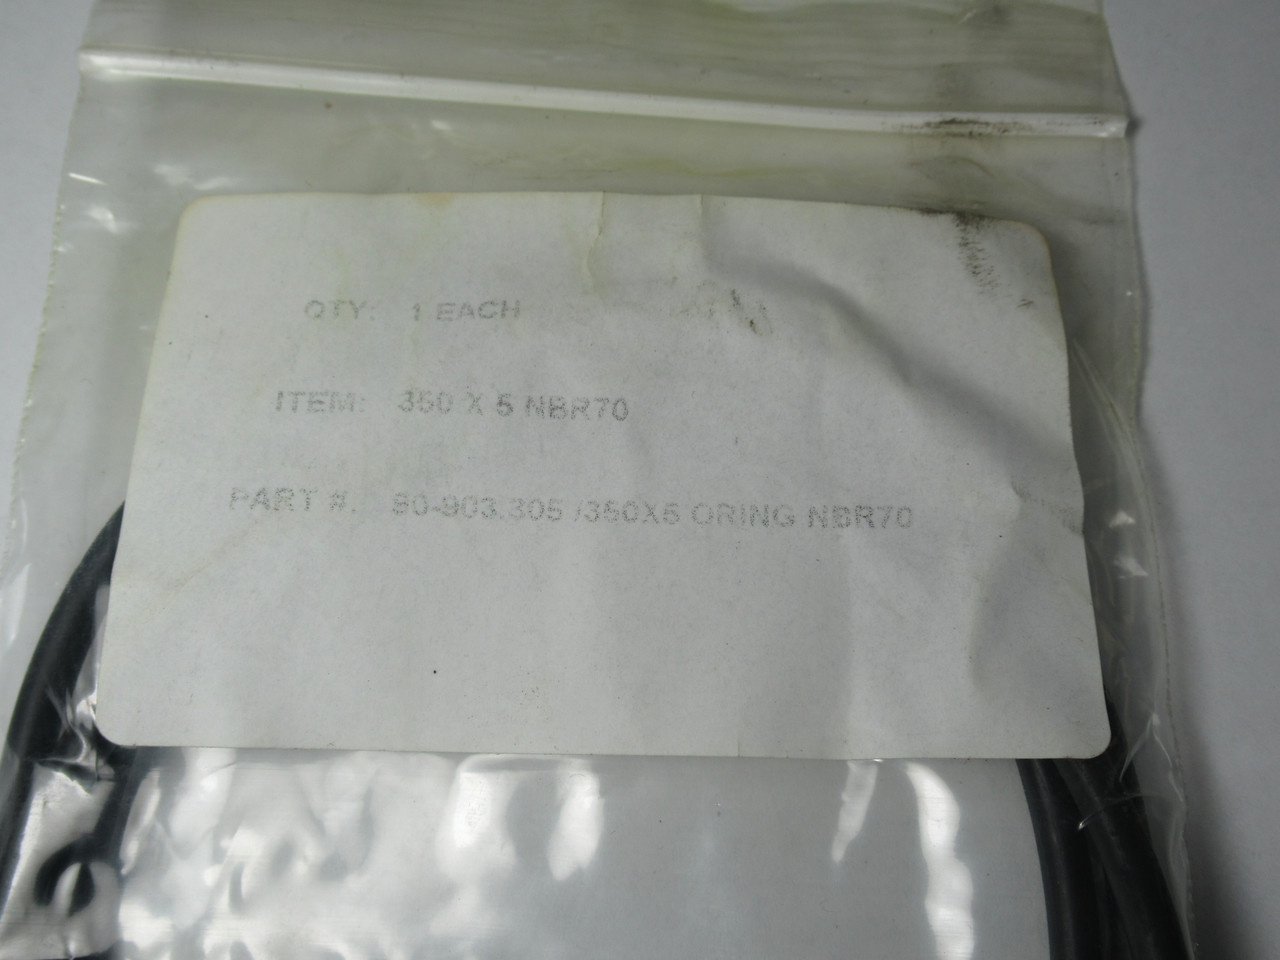 QTY: 1 EACH
ITEM: 350 X 5 NBR70
PART #. 90-903.305 /350X5 ORING NBR70